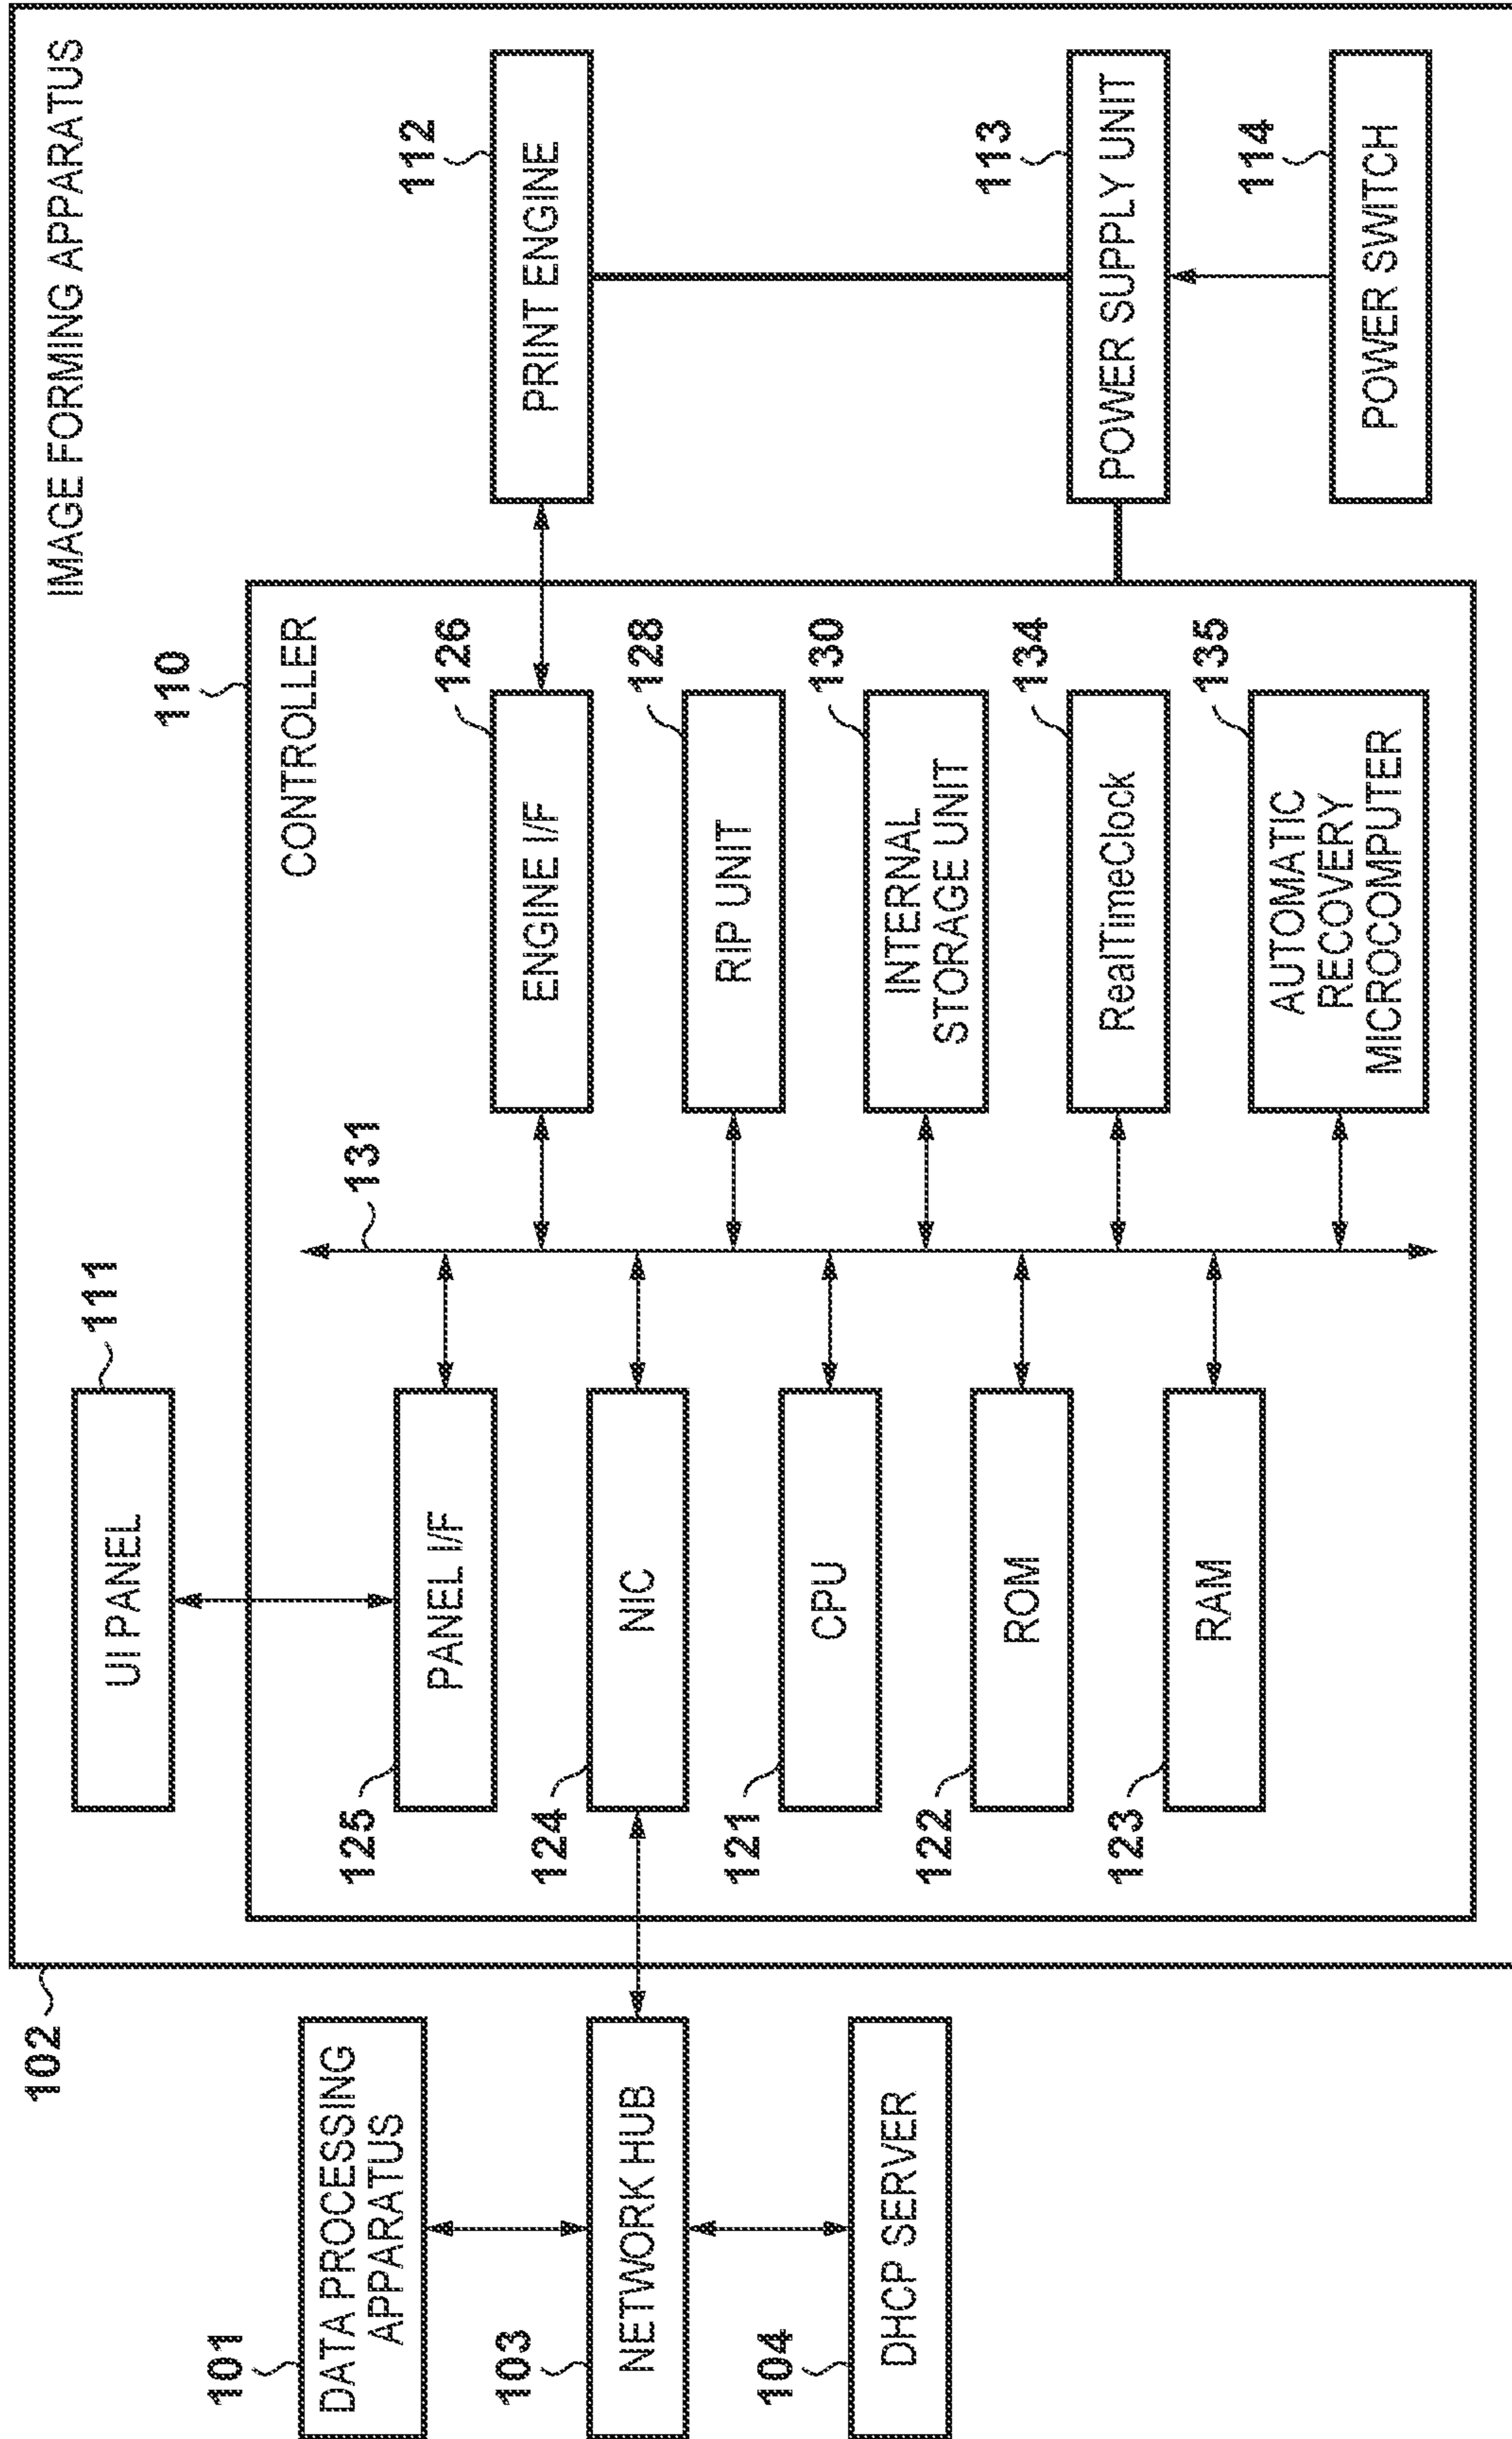 102
IMAGE FORMING APPARATUS
111
UI PANEL
110
CONTROLLER
101
DATA PROCESSING
APPARATUS
125
PANEL I/F
131
126
ENGINE I/F
112
PRINT ENGINE
103
NETWORK HUB
124
NIC
128
RIP UNIT
104
DHCP SERVER
121
CPU
130
INTERNAL
STORAGE UNIT
122
ROM
134
RealTimeClock
113
POWER SUPPLY UNIT
123
RAM
135
AUTOMATIC
RECOVERY
MICROCOMPUTER
114
POWER SWITCH